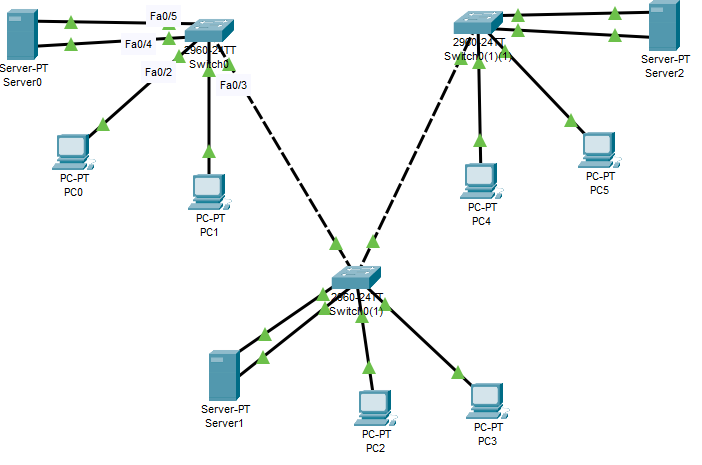 Fa0/5
Fa0/4
Fa0/2
Fa0/3
2960-24TT
Switch0
Server-PT
Server0
PC-PT
PC0
PC-PT
PC1
2960-24TT
Switch0(1)(1)
Server-PT
Server2
PC-PT
PC4
PC-PT
PC5
2960-24TT
Switch0(1)
Server-PT
Server1
PC-PT
PC2
PC-PT
PC3